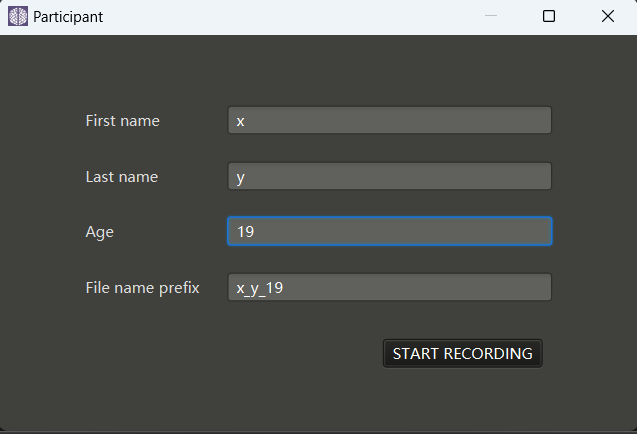 Participant
First name x
Last name y
Age 19
File name prefix x_y_19
START RECORDING